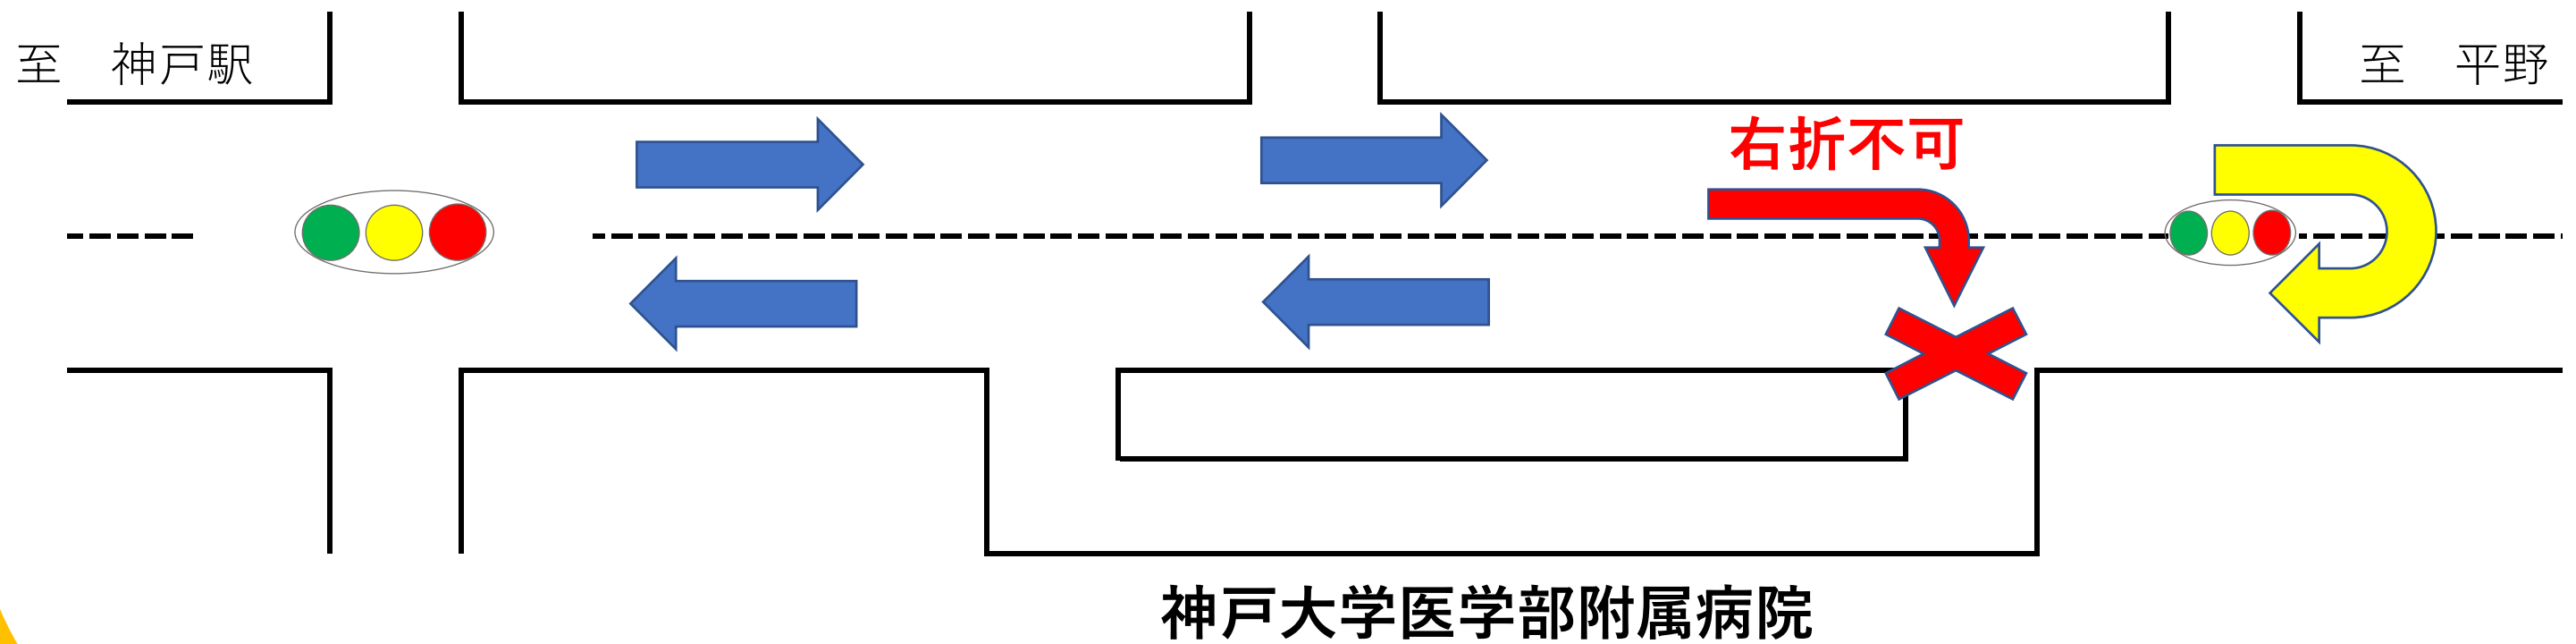 至　神戸駅
至　平野
右折不可
神戸大学医学部附属病院